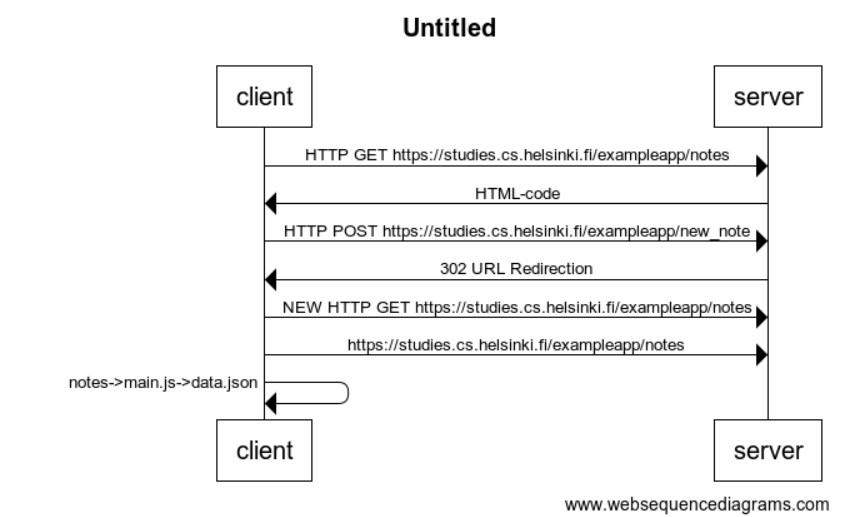 Untitled
client
server
HTTP GET https://studies.cs.helsinki.fi/exampleapp/notes
HTML-code
HTTP POST https://studies.cs.helsinki.fi/exampleapp/new_note
302 URL Redirection
NEW HTTP GET https://studies.cs.helsinki.fi/exampleapp/notes
https://studies.cs.helsinki.fi/exampleapp/notes
notes->main.js->data.json
client
server
www.websequencediagrams.com